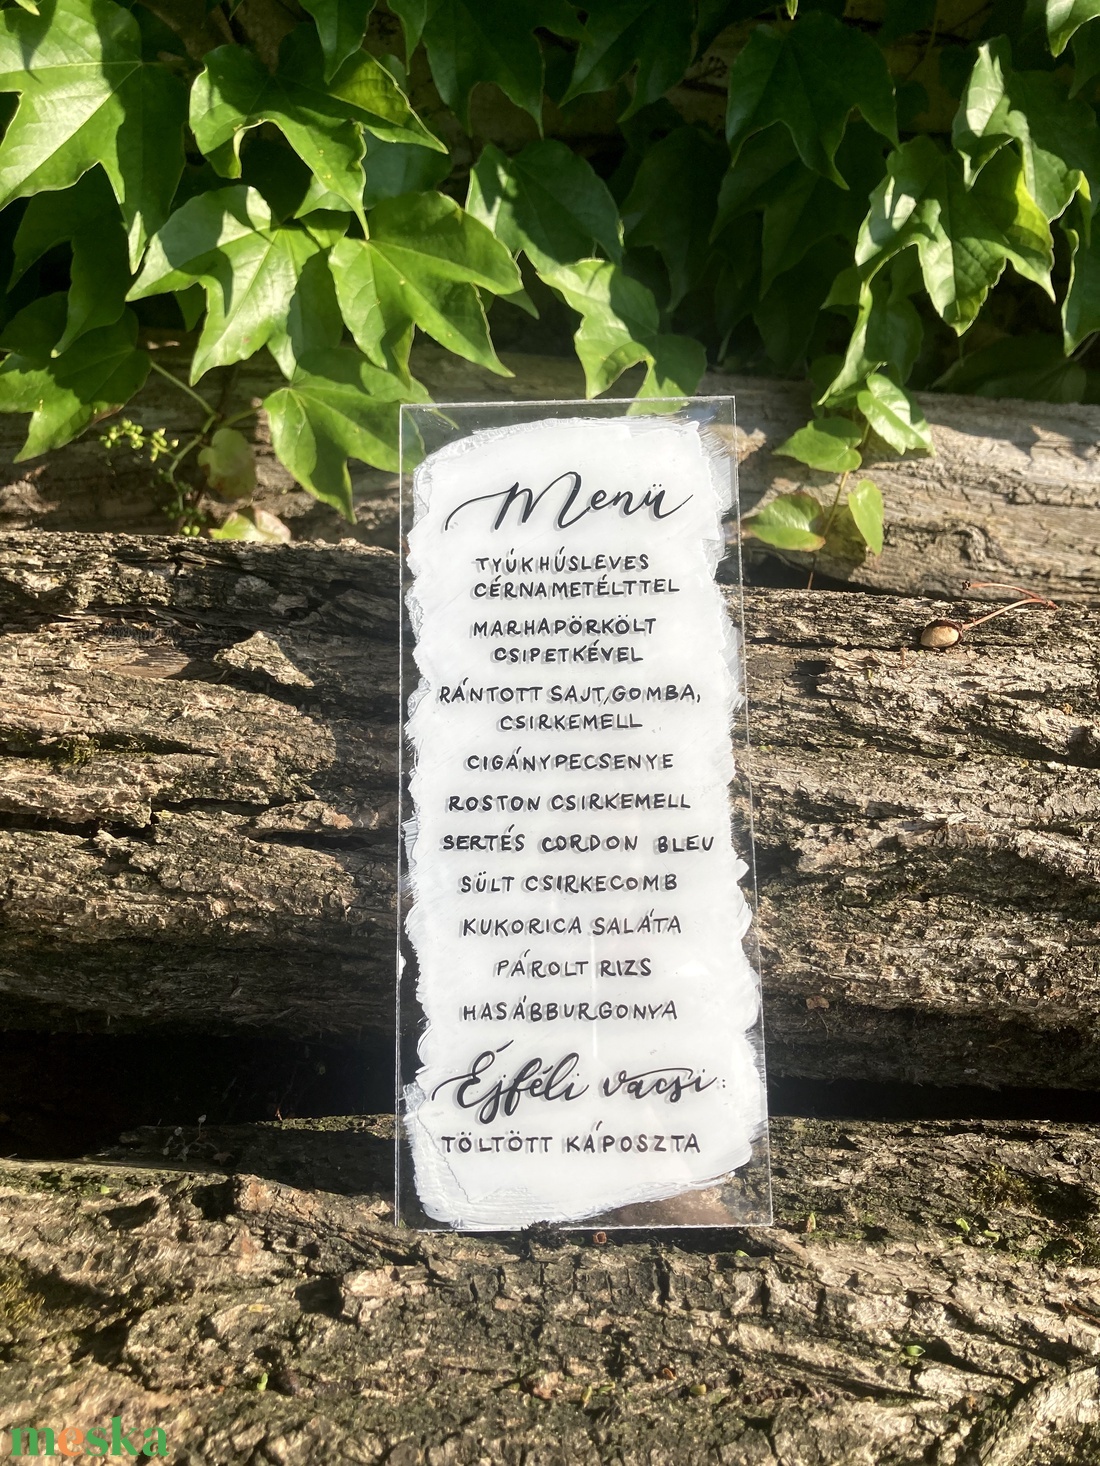 Menü
TYÚKHÚSLEVES
CÉRNAMETÉLTTEL
MARHAPÖRKÖLT
CSIPETKÉVEL
RÁNTOTT SAJT,GOMBA,
CSIRKEMELL
CIGÁNYPECSENYE
ROSTON CSIRKEMELL
SERTÉS CORDON BLEU
SÜLT CSIRKECOMB
KUKORICA SALÁTA
PÁROLT RIZS
HASÁBBURGONYA
Éjféli vacsi:
TÖLTÖTT KÁPOSZTA
meska